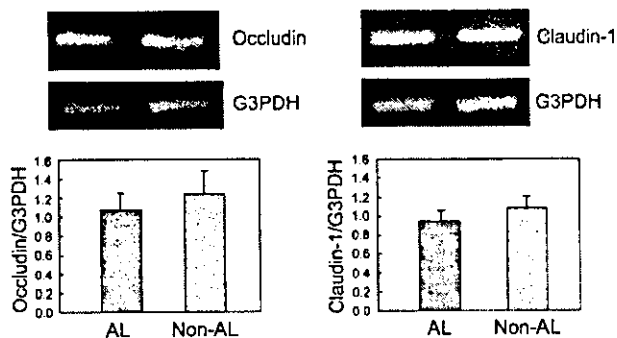 Occludin
G3PDH
Claudin-1
G3PDH
1.6
1.4
1.2
1.0
0.8
0.6
0.4
0.2
0.0
Occludin/G3PDH
AL Non-AL
1.6
1.4
1.2
1.0
0.8
0.6
0.4
0.2
0.0
Claudin-1/G3PDH
AL Non-AL